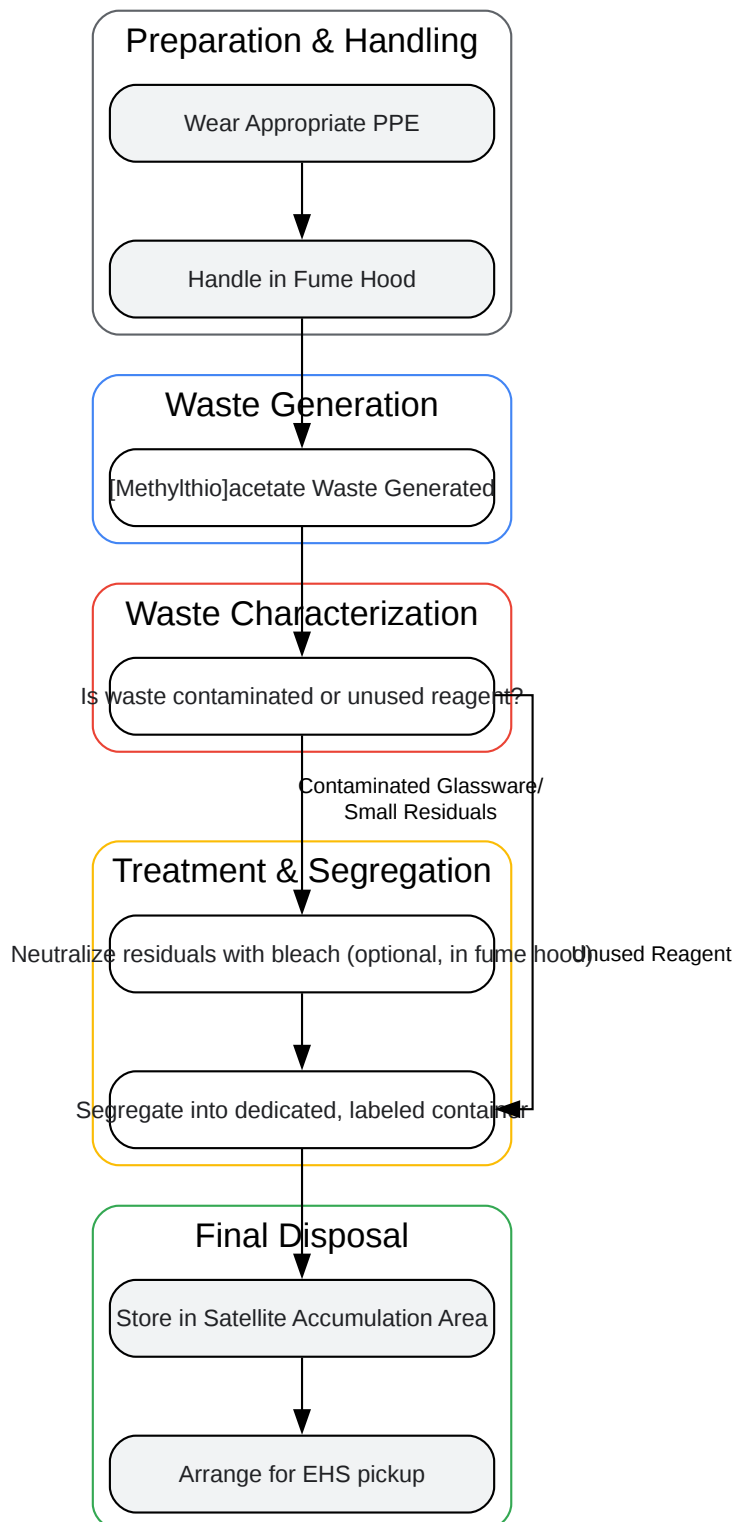 Preparation & Handling
Wear Appropriate PPE
Handle in Fume Hood
Waste Generation
[Methylthio]acetate Waste Generated
Waste Characterization
Is waste contaminated or unused reagent?
Contaminated Glassware/
Small Residuals
Treatment & Segregation
Neutralize residuals with bleach (optional, in fume hood)
Unused Reagent
Segregate into dedicated, labeled container
Final Disposal
Store in Satellite Accumulation Area
Arrange for EHS pickup